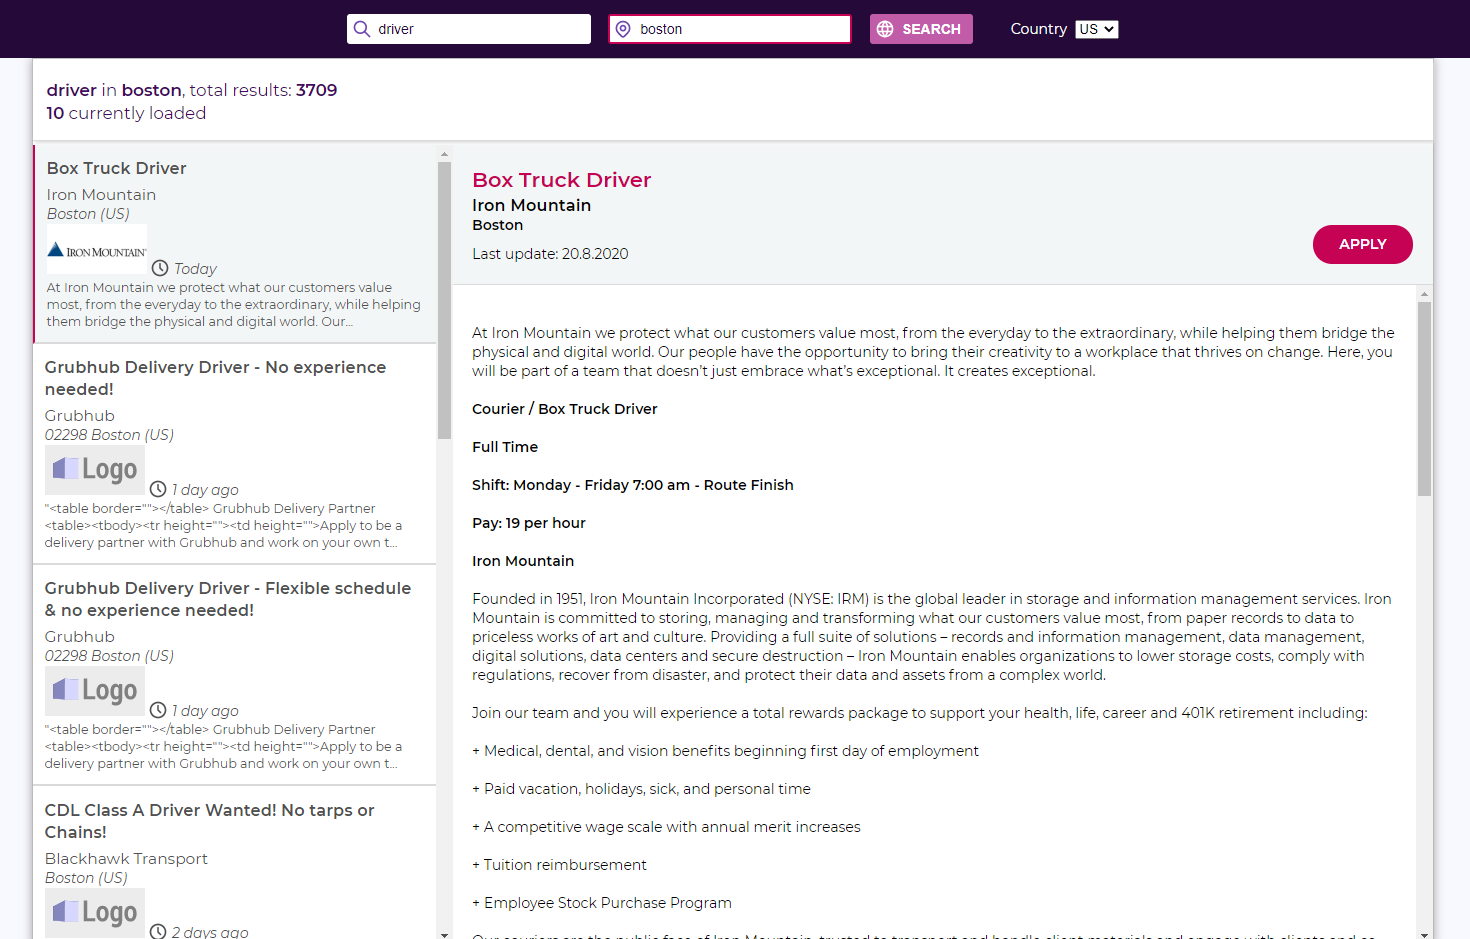 driver
boston
SEARCH
Country US
driver in boston, total results: 3709
10 currently loaded
Box Truck Driver
Iron Mountain
Boston (US)
IRON MOUNTAIN
Today
At Iron Mountain we protect what our customers value
most, from the everyday to the extraordinary, while helping
them bridge the physical and digital world. Our...
Grubhub Delivery Driver - No experience
needed!
Grubhub
02298 Boston (US)
Logo
1 day ago
"<table border=""></table> Grubhub Delivery Partner
<table><tbody><tr height=""><td height="">Apply to be a
delivery partner with Grubhub and work on your own t...
Grubhub Delivery Driver - Flexible schedule
& no experience needed!
Grubhub
02298 Boston (US)
Logo
1 day ago
"<table border=""></table> Grubhub Delivery Partner
<table><tbody><tr height=""><td height="">Apply to be a
delivery partner with Grubhub and work on your own t...
CDL Class A Driver Wanted! No tarps or
Chains!
Blackhawk Transport
Boston (US)
Logo
2 days ago
Box Truck Driver
Iron Mountain
Boston
Last update: 20.8.2020
APPLY
At Iron Mountain we protect what our customers value most, from the everyday to the extraordinary, while helping them bridge the
physical and digital world. Our people have the opportunity to bring their creativity to a workplace that thrives on change. Here, you
will be part of a team that doesn't just embrace what's exceptional. It creates exceptional.
Courier / Box Truck Driver
Full Time
Shift: Monday - Friday 7:00 am - Route Finish
Pay: 19 per hour
Iron Mountain
Founded in 1951, Iron Mountain Incorporated (NYSE: IRM) is the global leader in storage and information management services. Iron
Mountain is committed to storing, managing and transforming what our customers value most, from paper records to data to
priceless works of art and culture. Providing a full suite of solutions – records and information management, data management,
digital solutions, data centers and secure destruction – Iron Mountain enables organizations to lower storage costs, comply with
regulations, recover from disaster, and protect their data and assets from a complex world.
Join our team and you will experience a total rewards package to support your health, life, career and 401K retirement including:
+ Medical, dental, and vision benefits beginning first day of employment
+ Paid vacation, holidays, sick, and personal time
+ A competitive wage scale with annual merit increases
+ Tuition reimbursement
+ Employee Stock Purchase Program